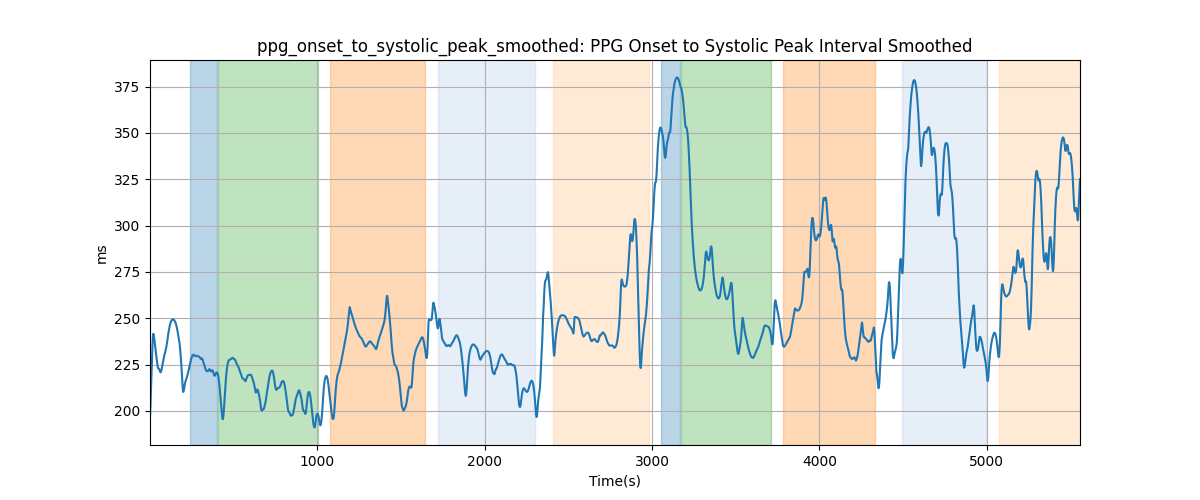 ppg_onset_to_systolic_peak_smoothed: PPG Onset to Systolic Peak Interval Smoothed
375
350
325
300
275
250
225
200
ms
1000 2000 3000 4000 5000
Time(s)